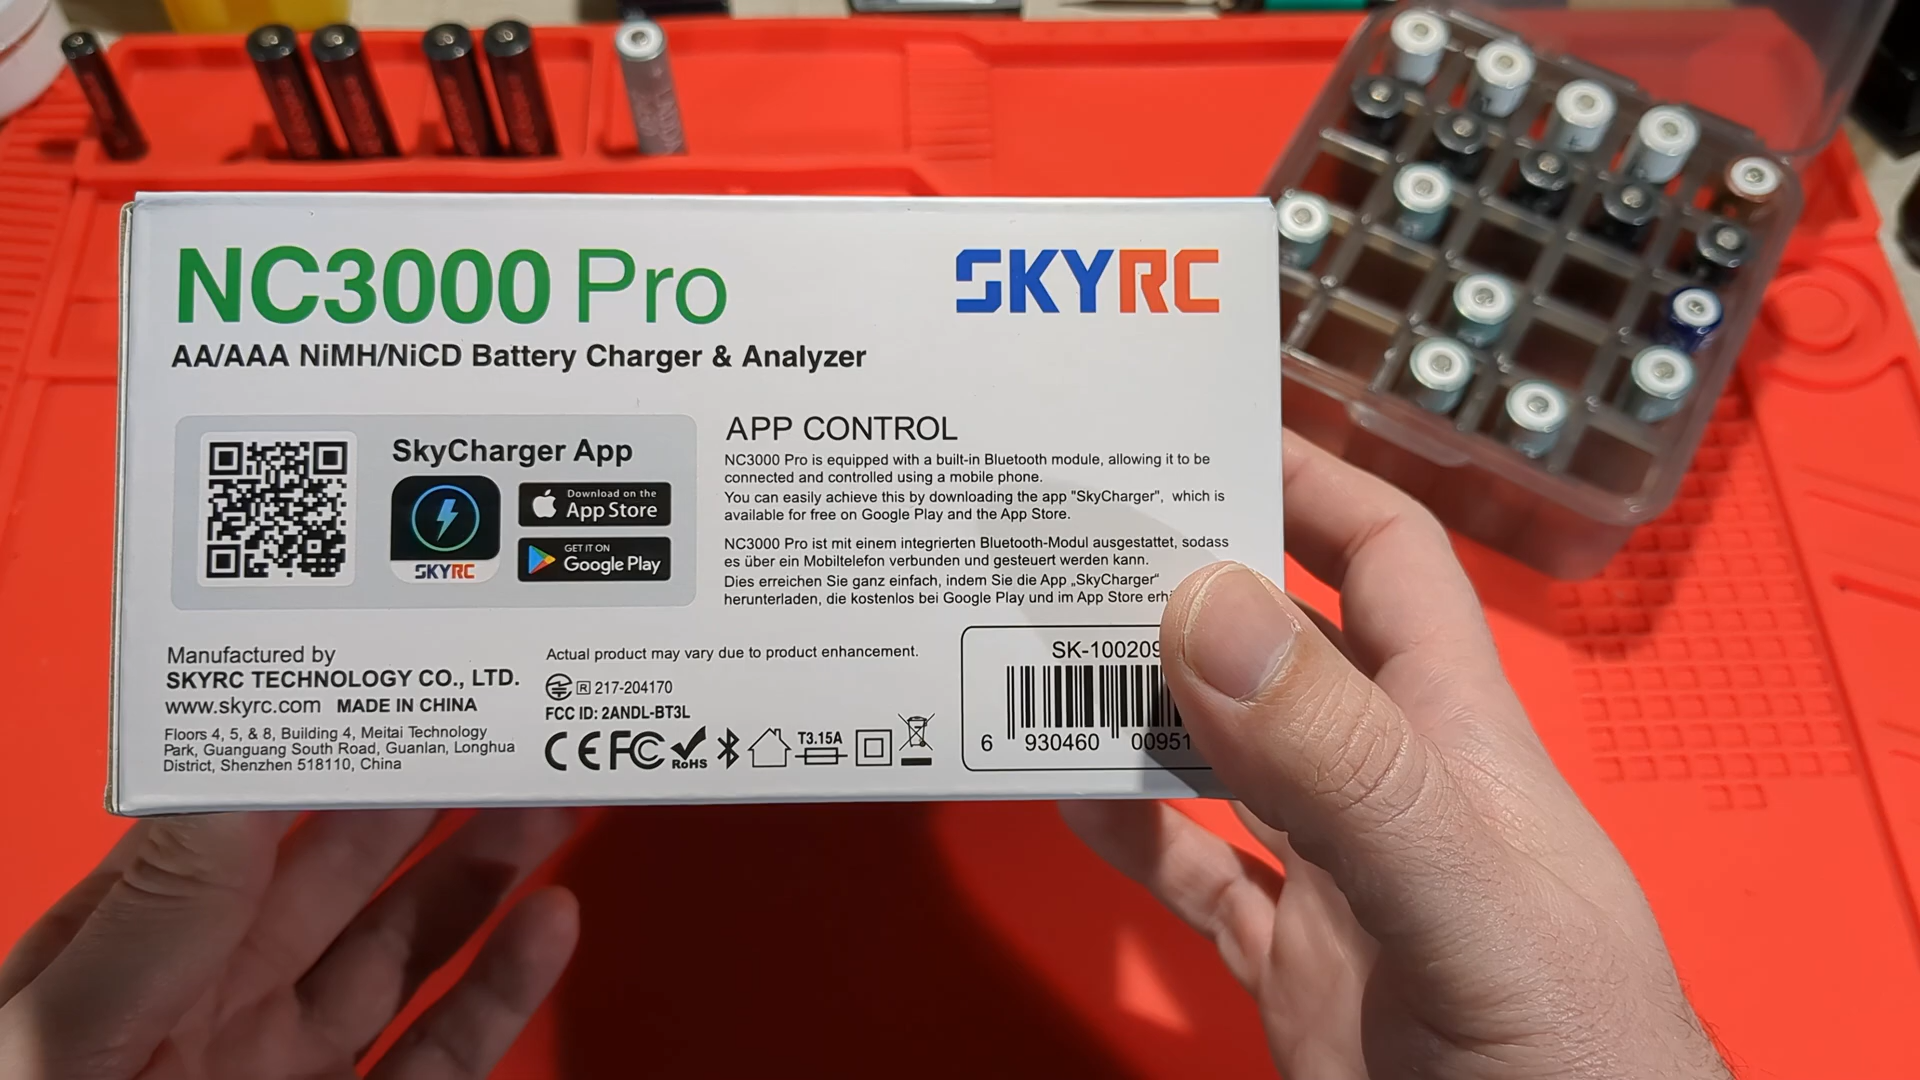 NC3000 Pro
SKYRC
AA/AAA NiMH/NiCD Battery Charger & Analyzer
SkyCharger App
Download on the
App Store
GET IT ON
Google Play
SKYRC
APP CONTROL
NC3000 Pro is equipped with a built-in Bluetooth module, allowing it to be
connected and controlled using a mobile phone.
You can easily achieve this by downloading the app "SkyCharger", which is
available for free on Google Play and the App Store.
NC3000 Pro ist mit einem integrierten Bluetooth-Modul ausgestattet, sodass
es über ein Mobiltelefon verbunden und gesteuert werden kann.
Dies erreichen Sie ganz einfach, indem Sie die App „SkyCharger“
herunterladen, die kostenlos bei Google Play und im App Store
Manufactured by
SKYRC TECHNOLOGY CO., LTD.
www.skyrc.com MADE IN CHINA
Floors 4, 5, & 8, Building 4, Meitai Technology
Park, Guanguang South Road, Guanlan, Longhua
District, Shenzhen 518110, China
Actual product may vary due to product enhancement.
R 217-204170
FCC ID: 2ANDL-BT3L
CE FC RoHS T3.15A
SK-100209
6 930460 00951